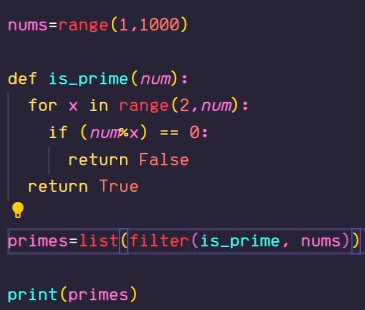 nums=range(1,1000)
def is_prime(num):
for x in range(2,num):
if (num%x) == 0:
return False
return True
primes=list(filter(is_prime, nums))
print(primes)